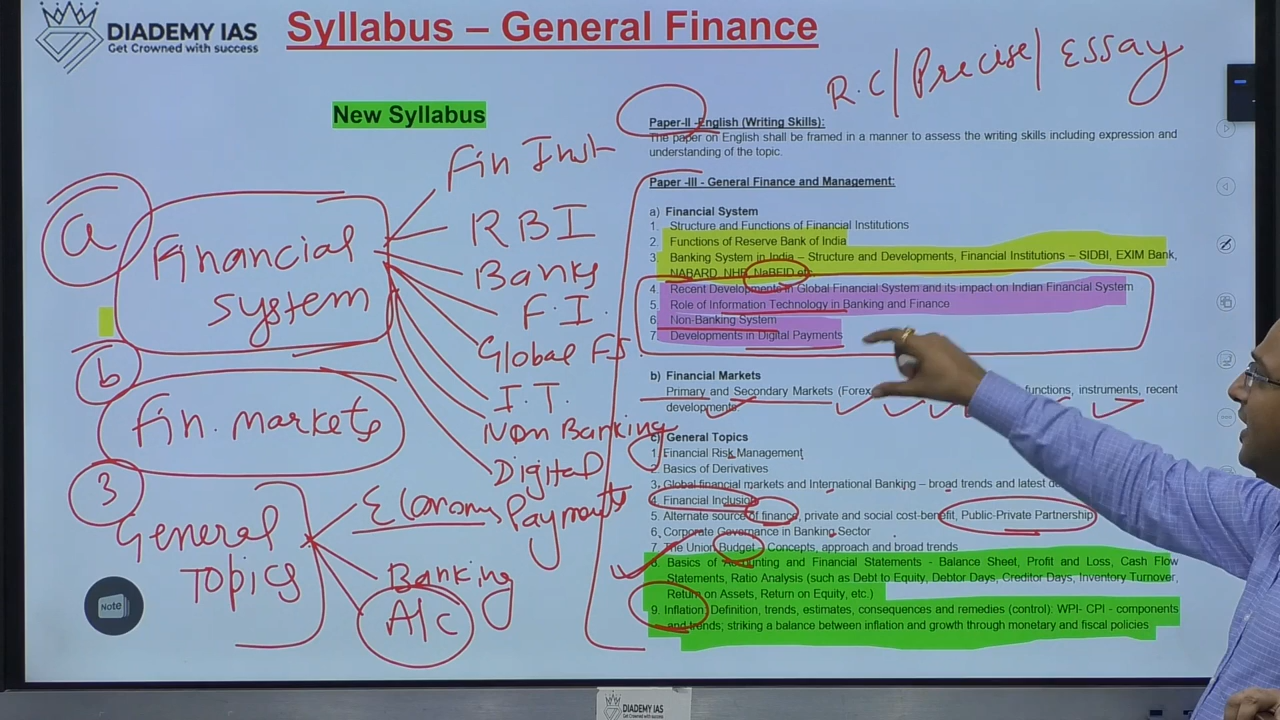 DIADEMY IAS
Get Crowned with success
Syllabus – General Finance
New Syllabus
R.C/Precise/Essay
Paper-II -English (Writing Skills):
The paper on English shall be framed in a manner to assess the writing skills including expression and
understanding of the topic.
Paper -III - General Finance and Management:
a) Financial System
1. Structure and Functions of Financial Institutions
2. Functions of Reserve Bank of India
3. Banking System in India – Structure and Developments, Financial Institutions – SIDBI, EXIM Bank,
NABARD, NHB, NaBFID etc.
4. Recent Developments in Global Financial System and its impact on Indian Financial System
5. Role of Information Technology in Banking and Finance
6. Non-Banking System
7. Developments in Digital Payments
b) Financial Markets
Primary and Secondary Markets (Forex functions, instruments, recent
developments.
c) General Topics
1. Financial Risk Management
2. Basics of Derivatives
3. Global financial markets and International Banking – broad trends and latest
4. Financial Inclusion
5. Alternate source of finance, private and social cost-benefit, Public-Private Partnership
6. Corporate Governance in Banking Sector
7. The Union Budget – Concepts, approach and broad trends
8. Basics of Accounting and Financial Statements - Balance Sheet, Profit and Loss, Cash Flow
Statements, Ratio Analysis (such as Debt to Equity, Debtor Days, Creditor Days, Inventory Turnover,
Return on Assets, Return on Equity, etc.)
9. Inflation: Definition, trends, estimates, consequences and remedies (control): WPI- CPI - components
and trends; striking a balance between inflation and growth through monetary and fiscal policies
a
Financial
system
Fin Inst
RBI
Banks
F.I.
Global FS
I.T.
Non Banking
Digital
Payments
b
Fin. markets
3
General
Topics
Economy
Banking
A/c
Note
DIADEMY IAS
Get Crowned with success